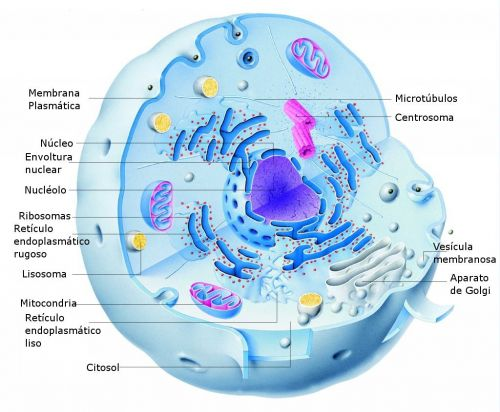 Membrana
Plasmática
Núcleo
Envoltura
nuclear
Nucléolo
Ribosomas
Retículo
endoplasmático
rugoso
Lisosoma
Mitocondria
Retículo
endoplasmático
liso
Citosol
Microtúbulos
Centrosoma
Vesícula
membranosa
Aparato
de Golgi